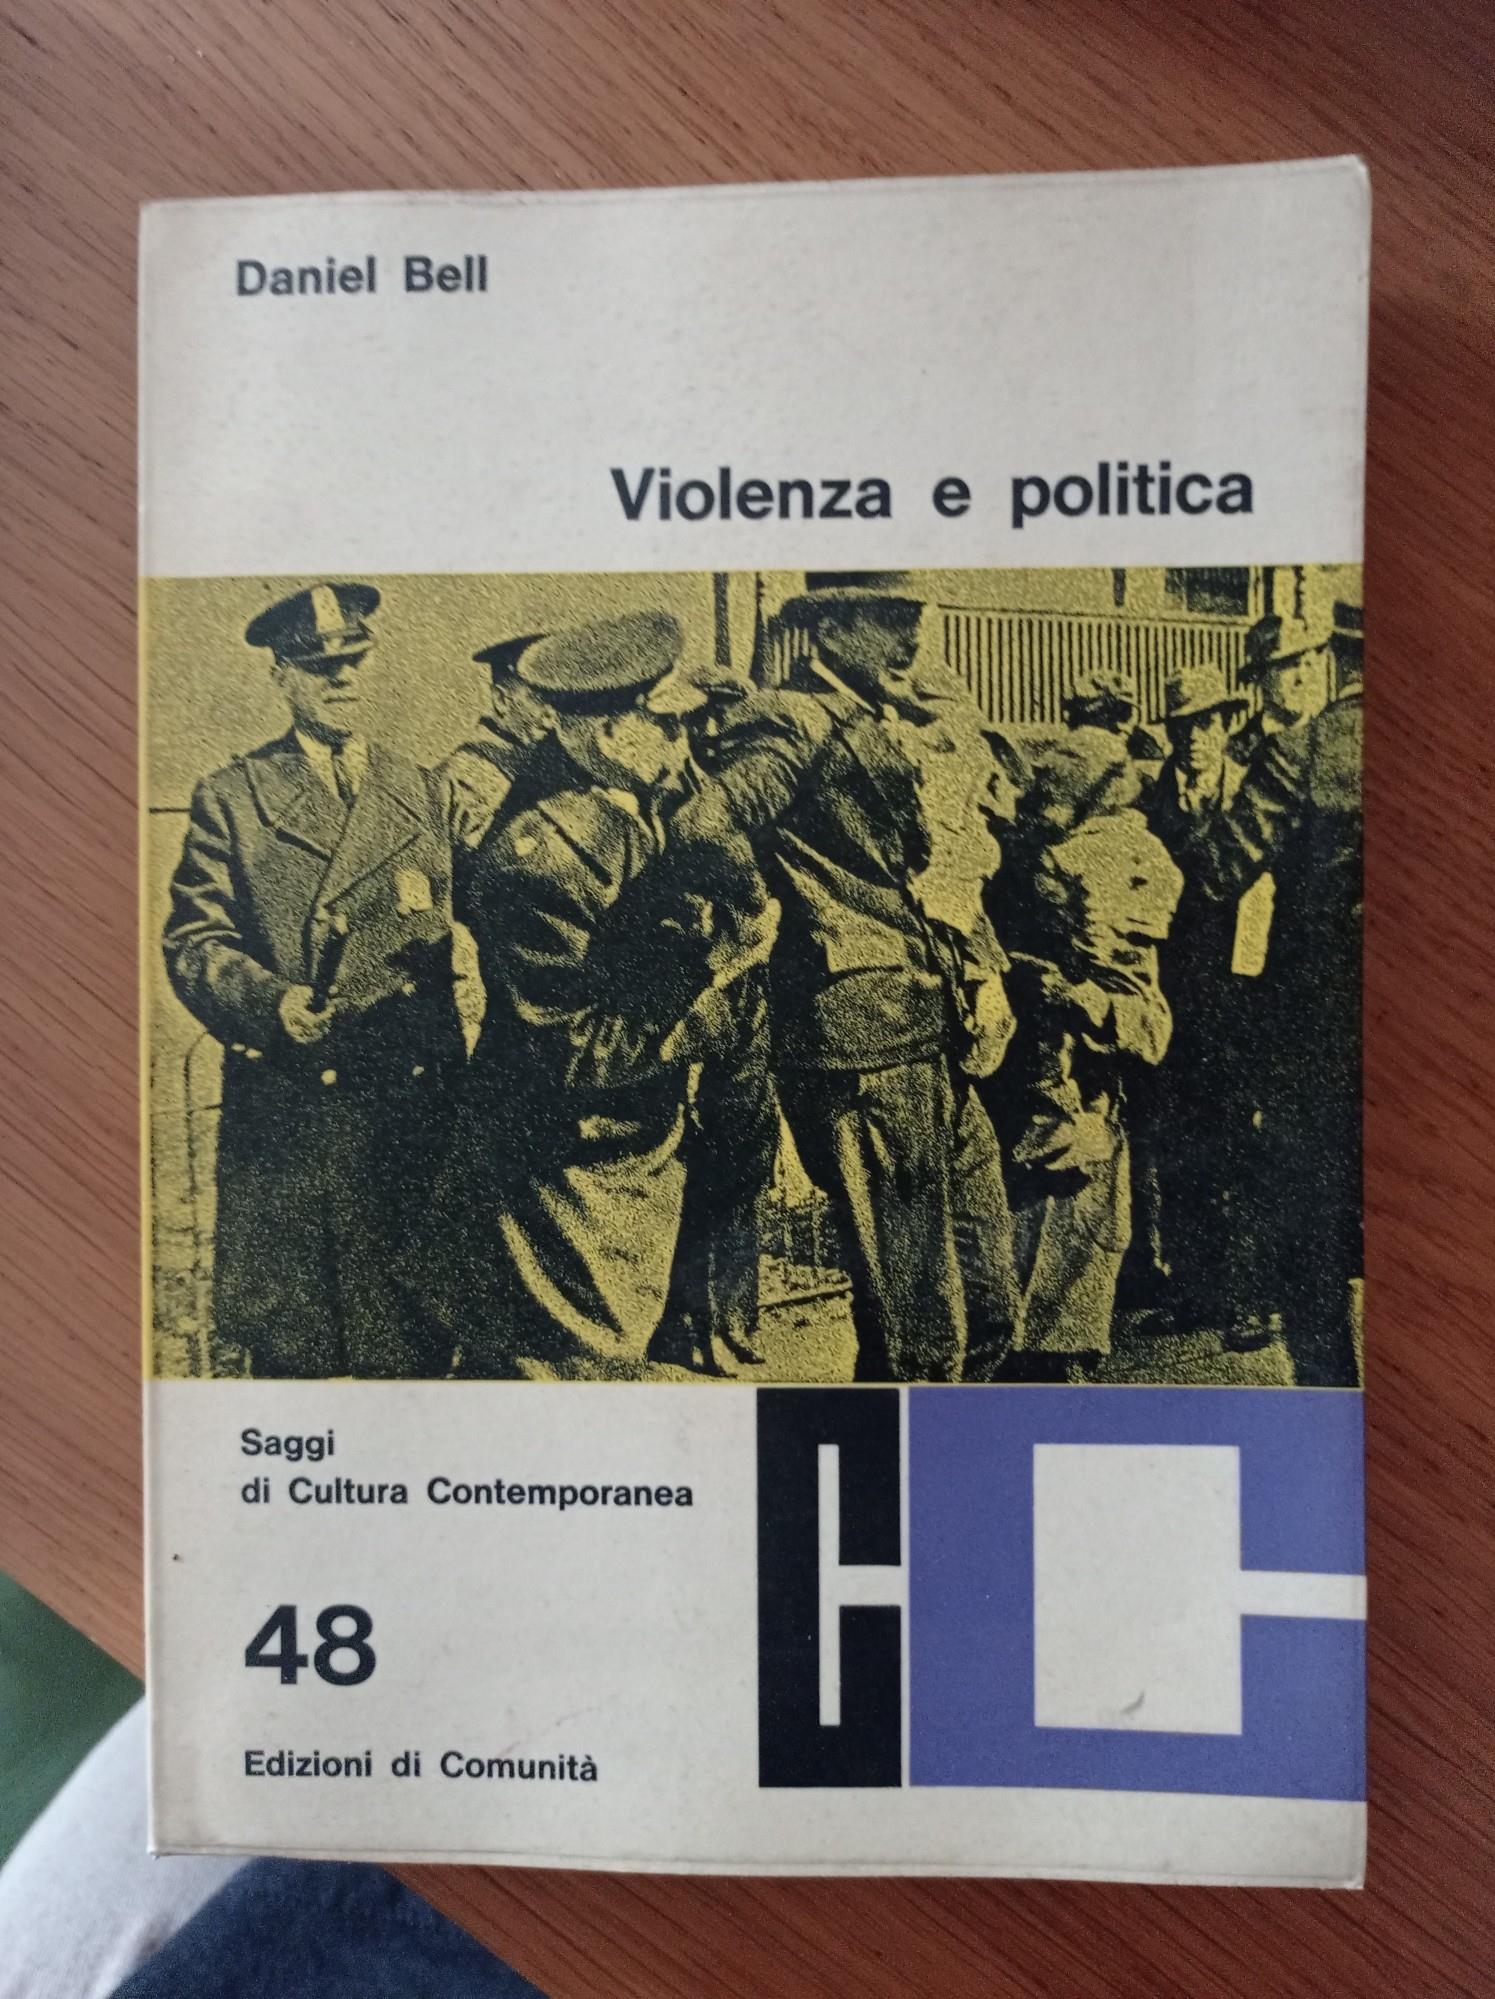 Daniel Bell
Violenza e politica
Saggi
di Cultura Contemporanea
48
Edizioni di Comunità